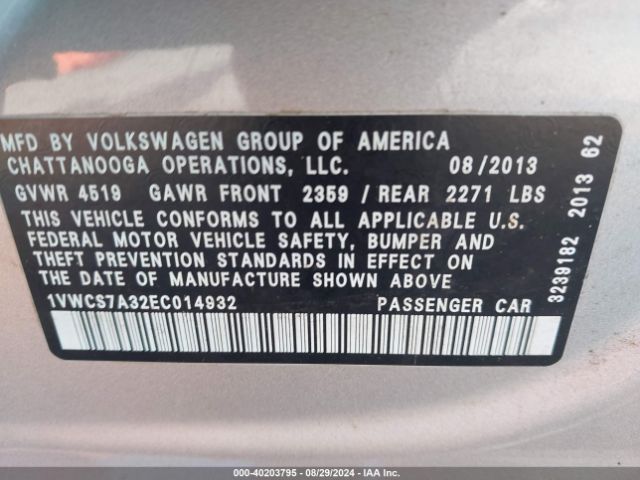 MFD BY VOLKSWAGEN GROUP OF AMERICA
CHATTANOOGA OPERATIONS, LLC. 08/2013
GVWR 4519 GAWR FRONT 2359 / REAR 2271 LBS
THIS VEHICLE CONFORMS TO ALL APPLICABLE U.S.
FEDERAL MOTOR VEHICLE SAFETY, BUMPER AND
THEFT PREVENTION STANDARDS IN EFFECT ON
THE DATE OF MANUFACTURE SHOWN ABOVE
1VWCS7A32EC014932 PASSENGER CAR
3239182 2013 62
000-40203795 - 08/29/2024 - IAA Inc.